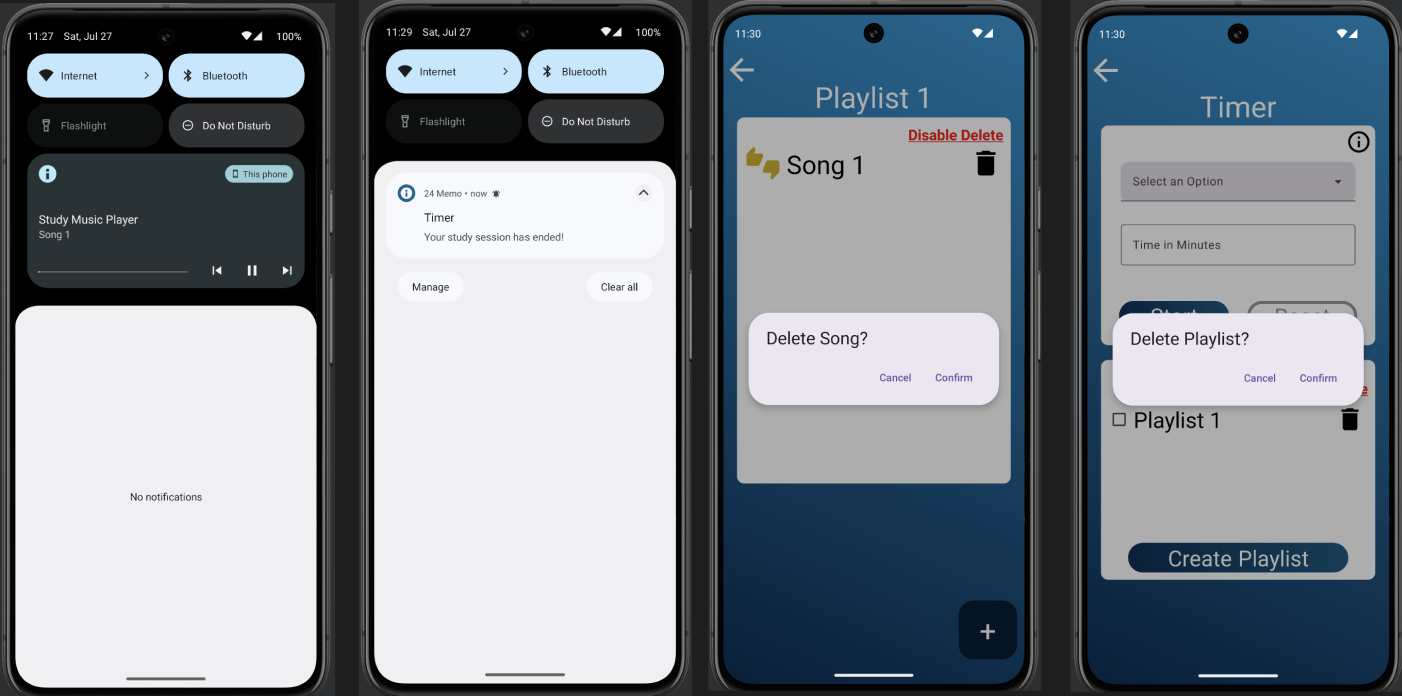 11:27 Sat, Jul 27 100%
Internet Bluetooth
Flashlight Do Not Disturb
This phone
Study Music Player
Song 1
No notifications
11:29 Sat, Jul 27 100%
Internet Bluetooth
Flashlight Do Not Disturb
24 Memo • now
Timer
Your study session has ended!
Manage Clear all
11:30
Playlist 1
Disable Delete
Song 1
Delete Song?
Cancel Confirm
+
11:30
Timer
Select an Option
Time in Minutes
Start Reset
Delete Playlist?
Cancel Confirm
e
Playlist 1
Create Playlist